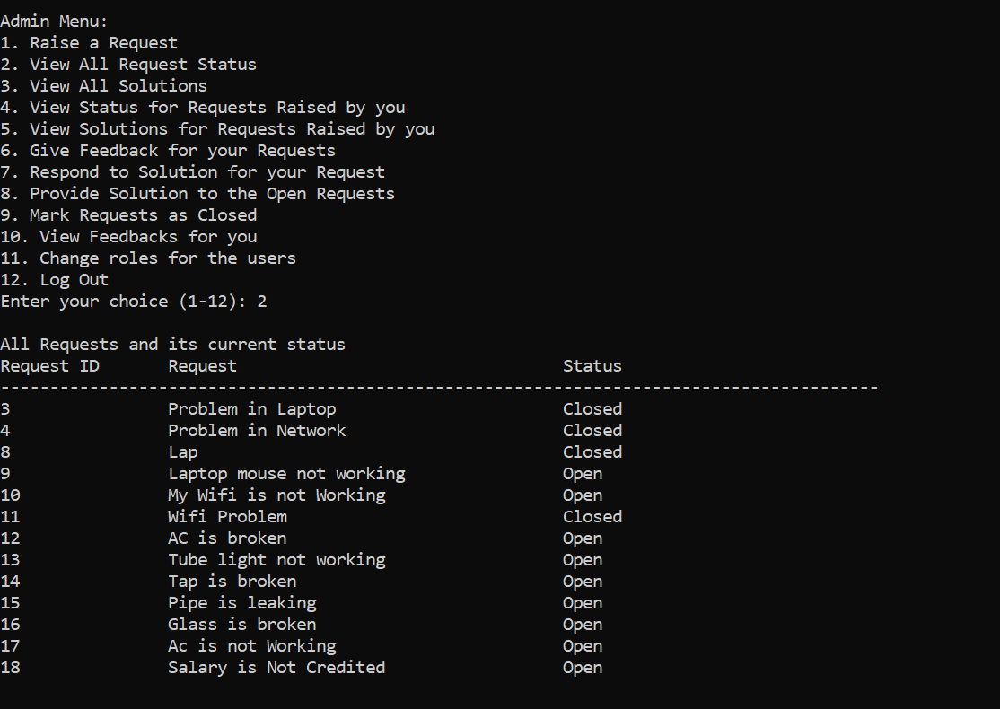 Admin Menu:
1. Raise a Request
2. View All Request Status
3. View All Solutions
4. View Status for Requests Raised by you
5. View Solutions for Requests Raised by you
6. Give Feedback for your Requests
7. Respond to Solution for your Request
8. Provide Solution to the Open Requests
9. Mark Requests as Closed
10. View Feedbacks for you
11. Change roles for the users
12. Log Out
Enter your choice (1-12): 2
All Requests and its current status
Request ID Request Status
-----------------------------------------------------------------------------------------
3 Problem in Laptop Closed
4 Problem in Network Closed
8 Lap Closed
9 Laptop mouse not working Open
10 My Wifi is not Working Open
11 Wifi Problem Closed
12 AC is broken Open
13 Tube light not working Open
14 Tap is broken Open
15 Pipe is leaking Open
16 Glass is broken Open
17 Ac is not Working Open
18 Salary is Not Credited Open